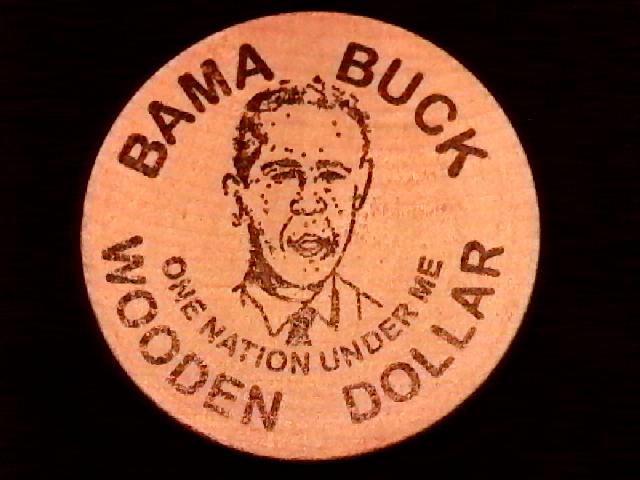 BAMA BUCK
ONE NATION UNDER ME
WOODEN DOLLAR